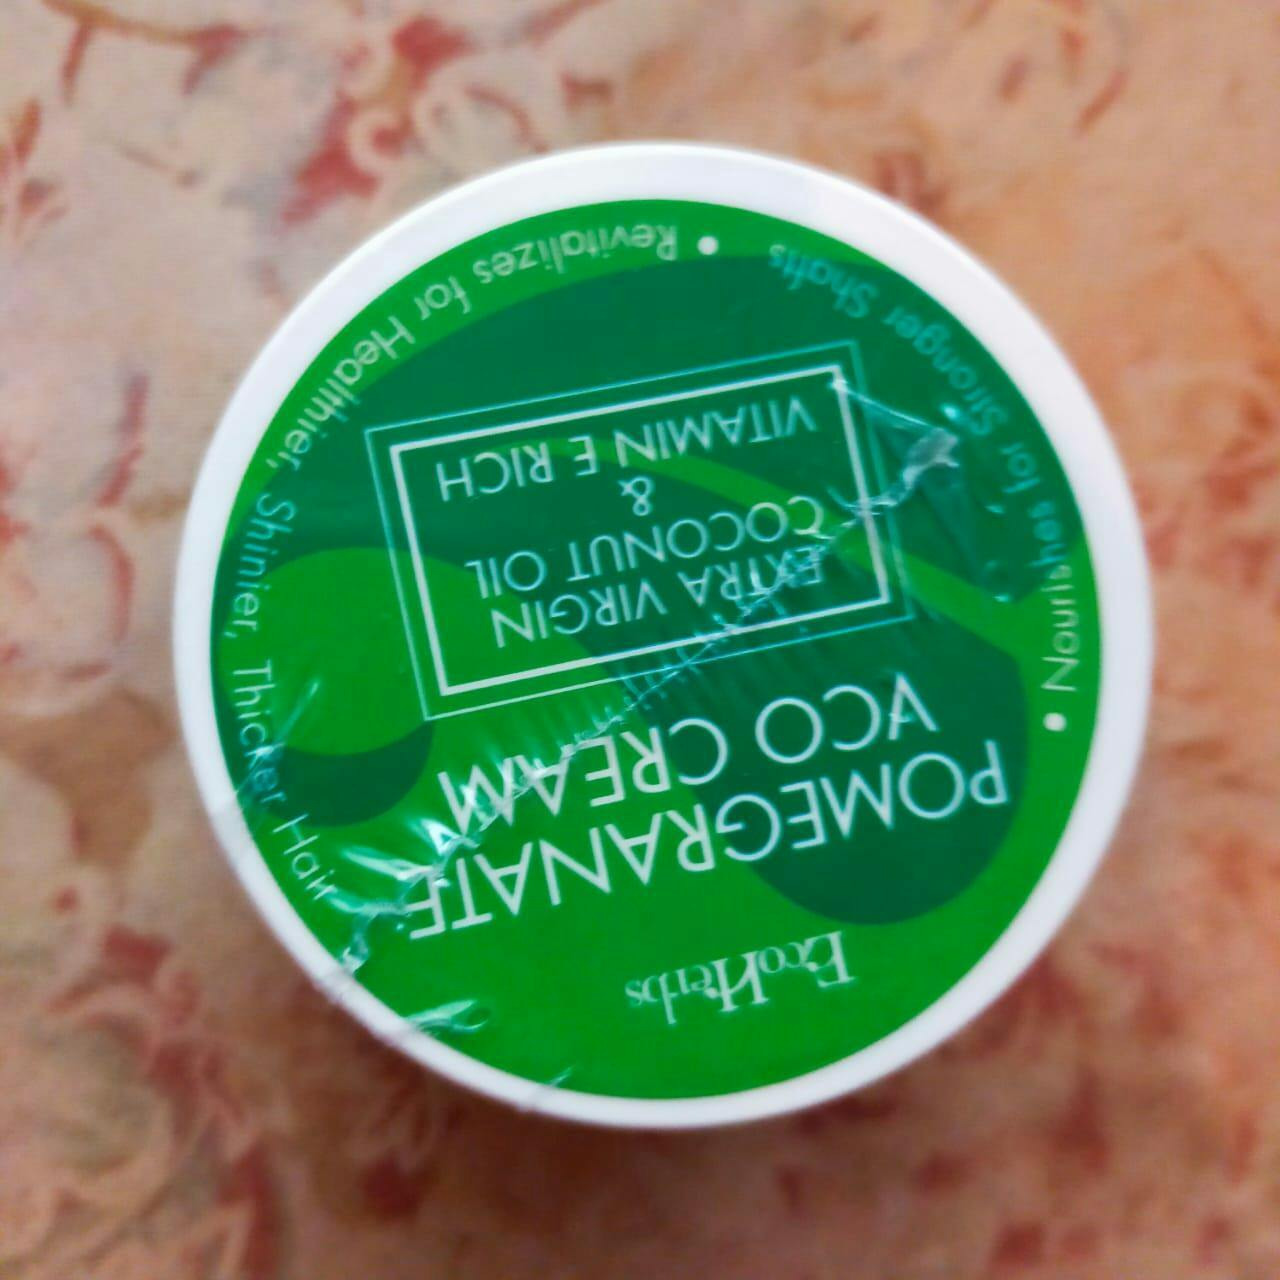 EcoHerbs
POMEGRANATE
VCO CREAM
EXTRA VIRGIN
COCONUT OIL
&
VITAMIN E RICH
• Nourishes for Stronger Shafts
• Revitalizes for Healthier, Shinier, Thicker Hair